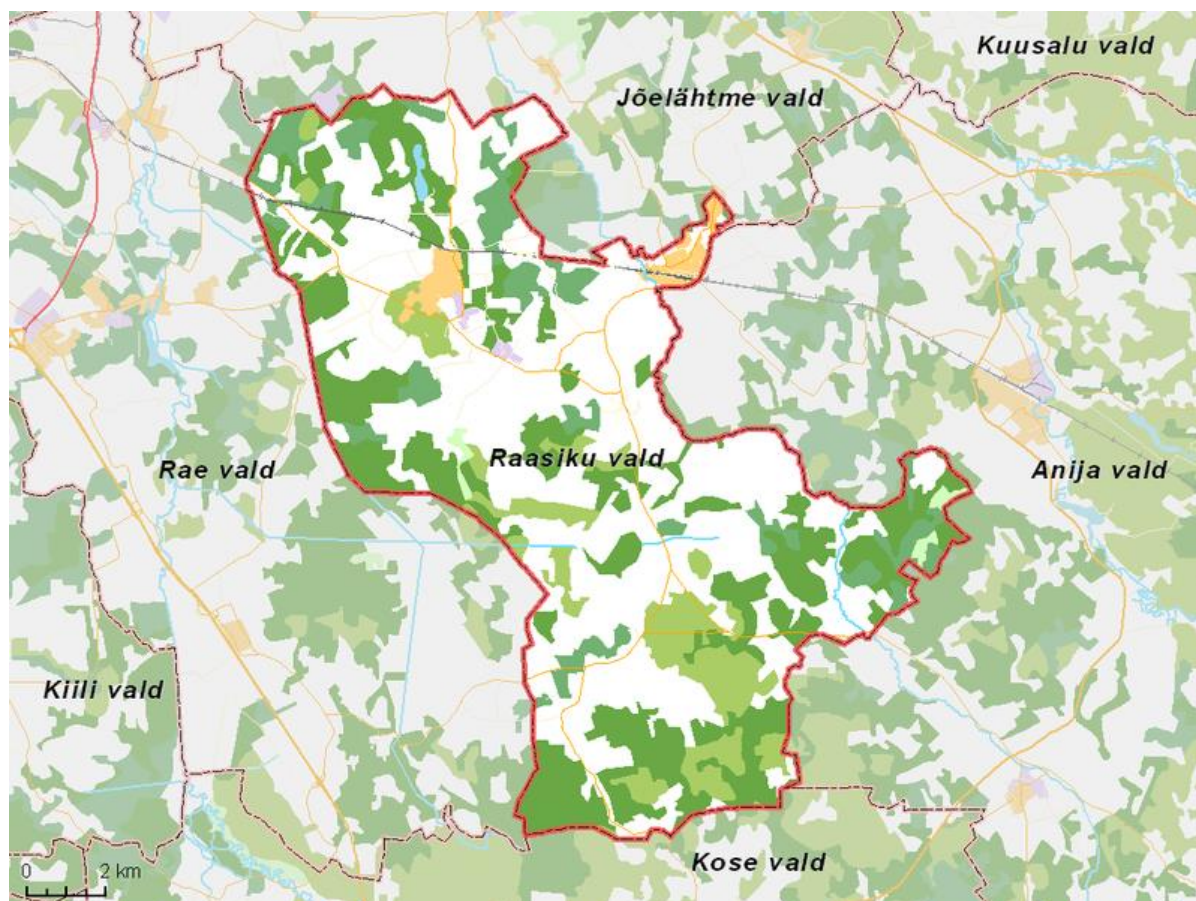 Kuusalu vald
Jõelähtme vald
Rae vald
Raasiku vald
Anija vald
Kiili vald
Kose vald
0 2 km